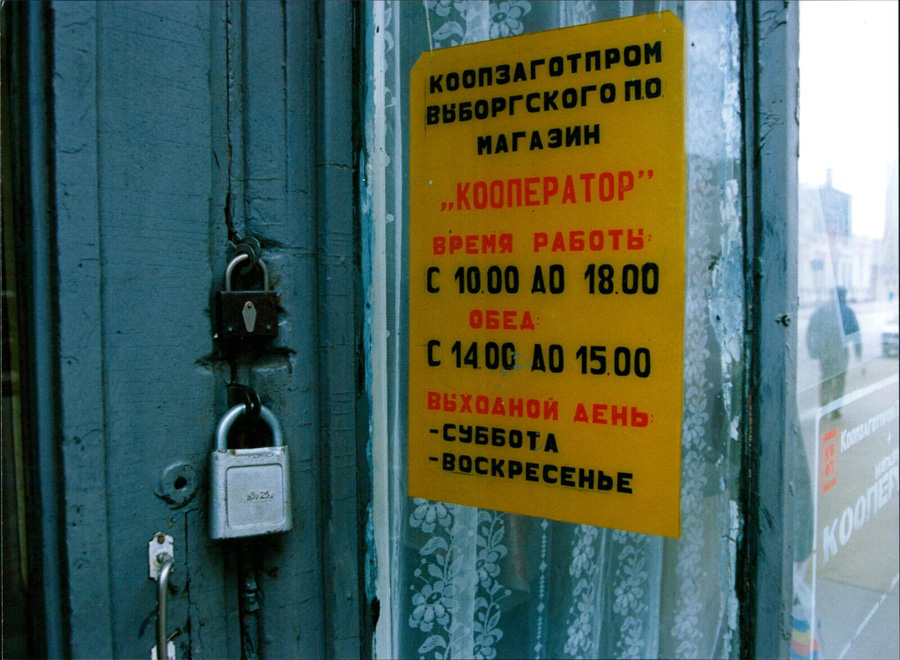 КООПЗАГОТПРОМ
ВЫБОРГСКОГО П.О.
МАГАЗИН
„КООПЕРАТОР”
ВРЕМЯ РАБОТЫ:
С 10.00 ДО 18.00
ОБЕД:
С 14.00 ДО 15.00
ВЫХОДНОЙ ДЕНЬ:
-СУББОТА
-ВОСКРЕСЕНЬЕ